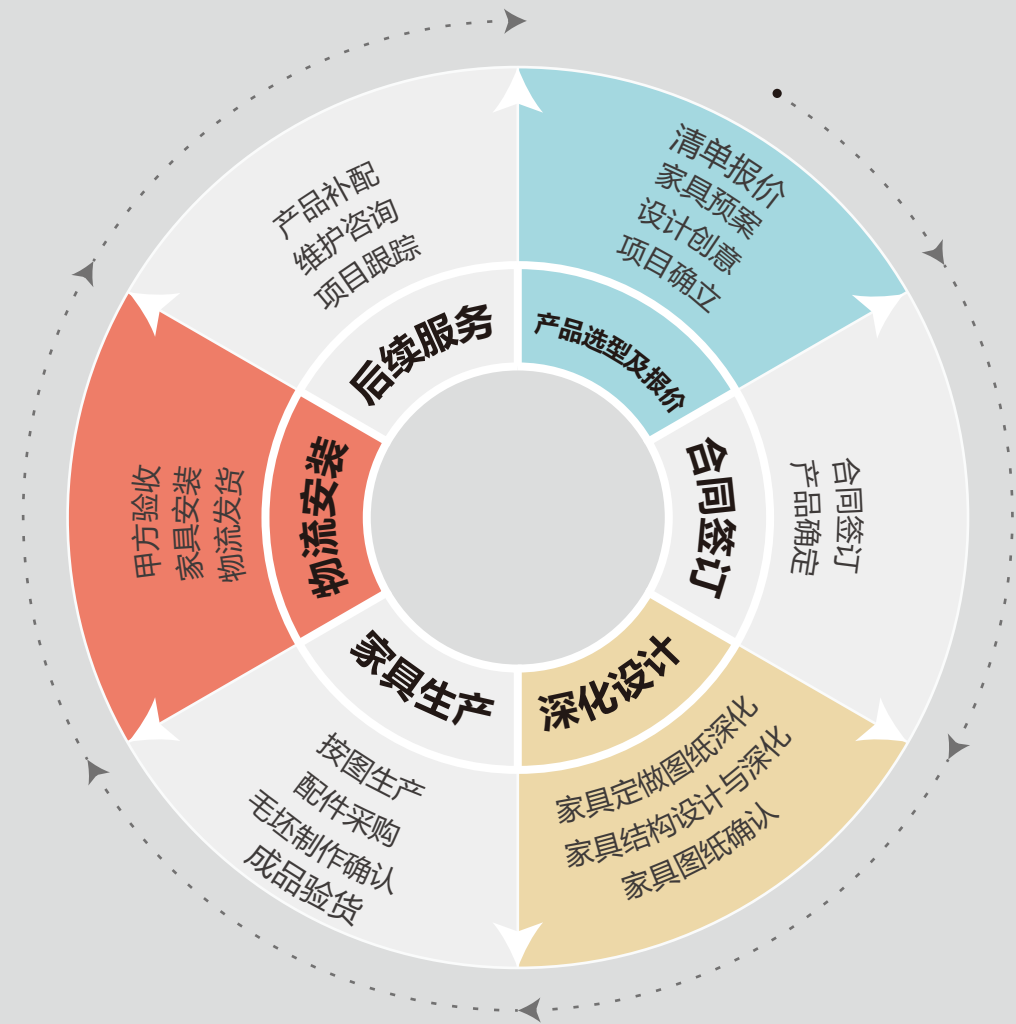 产品选型及报价
清单报价
家具预案
设计创意
项目确立
合同签订
合同签订
产品确定
深化设计
家具定做图纸深化
家具结构设计与深化
家具图纸确认
家具生产
按图生产
配件采购
毛坯制作确认
成品验货
物流安装
甲方验收
家具安装
物流发货
后续服务
产品补配
维护咨询
项目跟踪